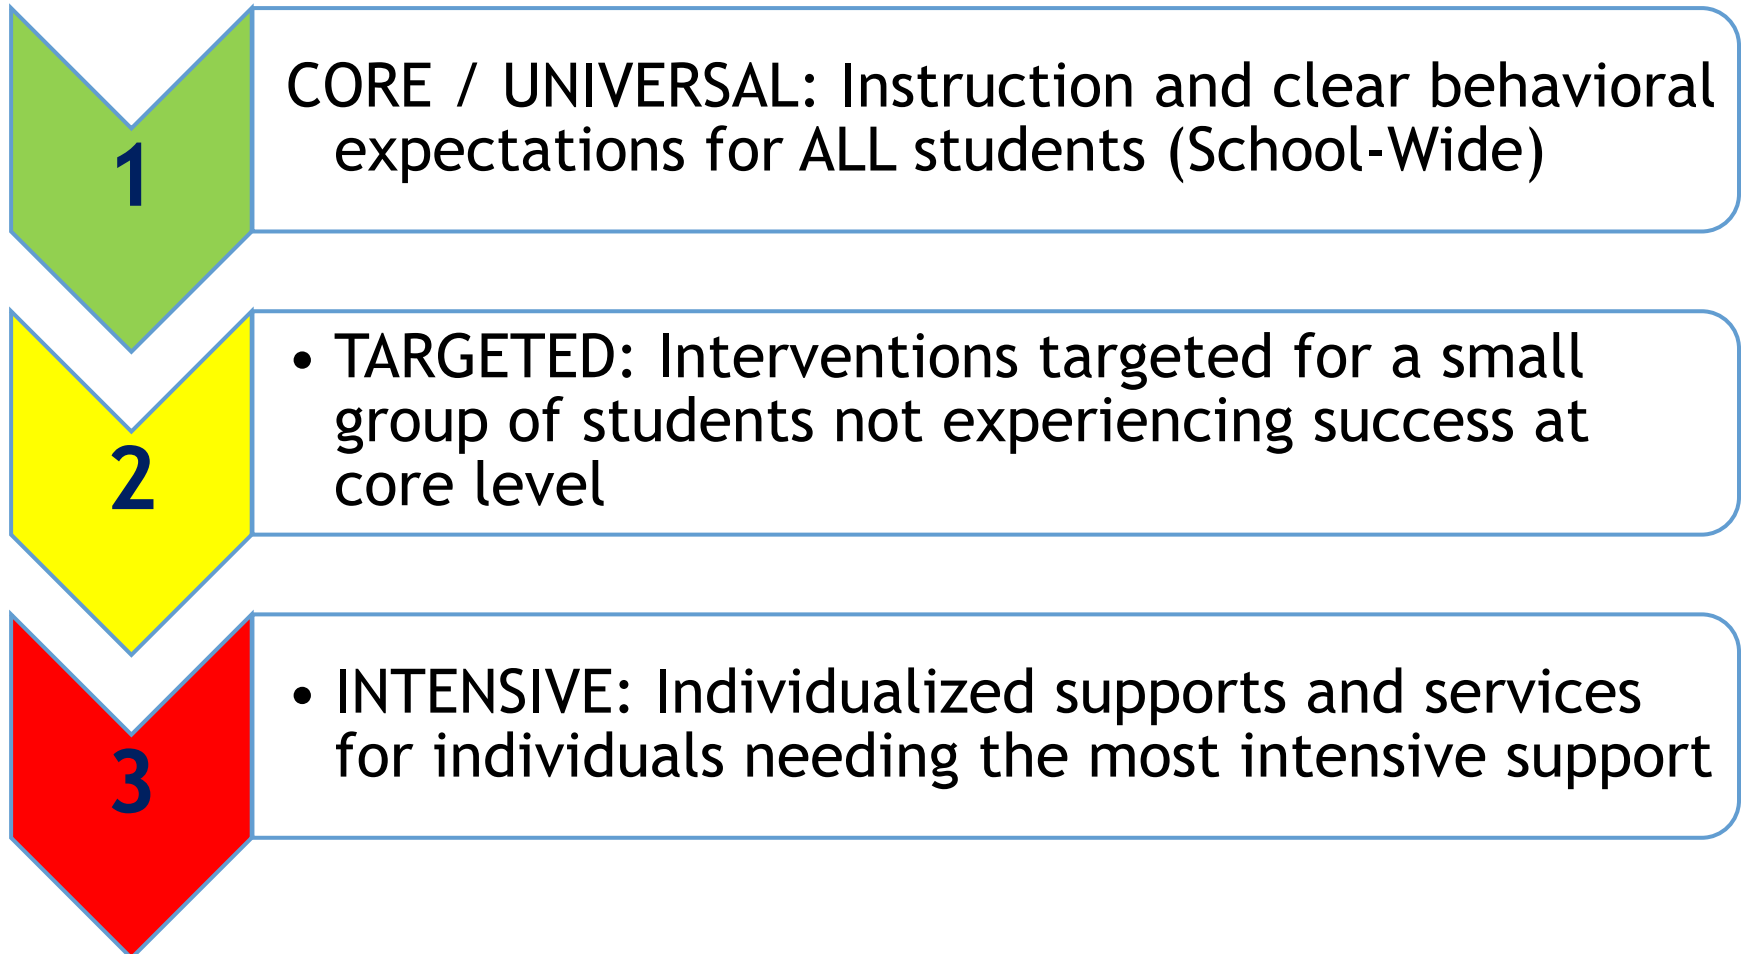 1
CORE / UNIVERSAL: Instruction and clear behavioral
expectations for ALL students (School-Wide)
2
• TARGETED: Interventions targeted for a small
group of students not experiencing success at
core level
3
• INTENSIVE: Individualized supports and services
for individuals needing the most intensive support